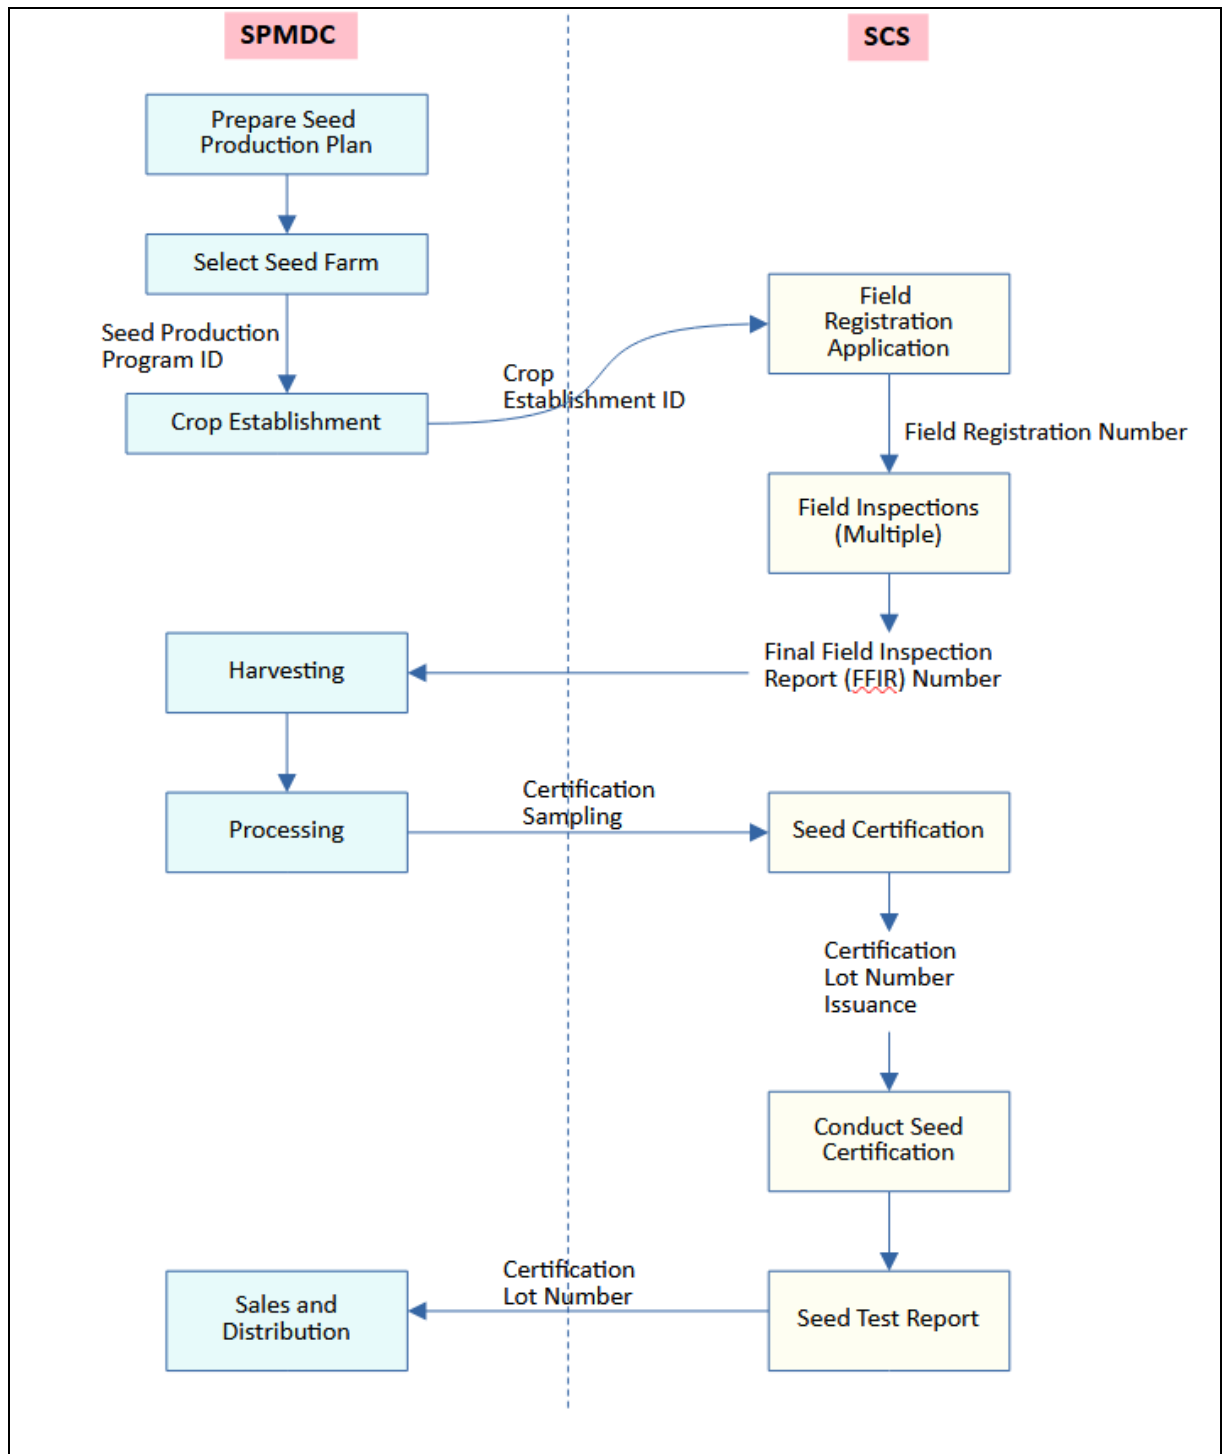 SPMDC
SCS
Prepare Seed
Production Plan
Select Seed Farm
Seed Production
Program ID
Crop Establishment
Crop
Establishment ID
Field
Registration
Application
Field Registration Number
Field Inspections
(Multiple)
Final Field Inspection
Report (FFIR) Number
Harvesting
Processing
Certification
Sampling
Seed Certification
Certification
Lot Number
Issuance
Conduct Seed
Certification
Seed Test Report
Certification
Lot Number
Sales and
Distribution